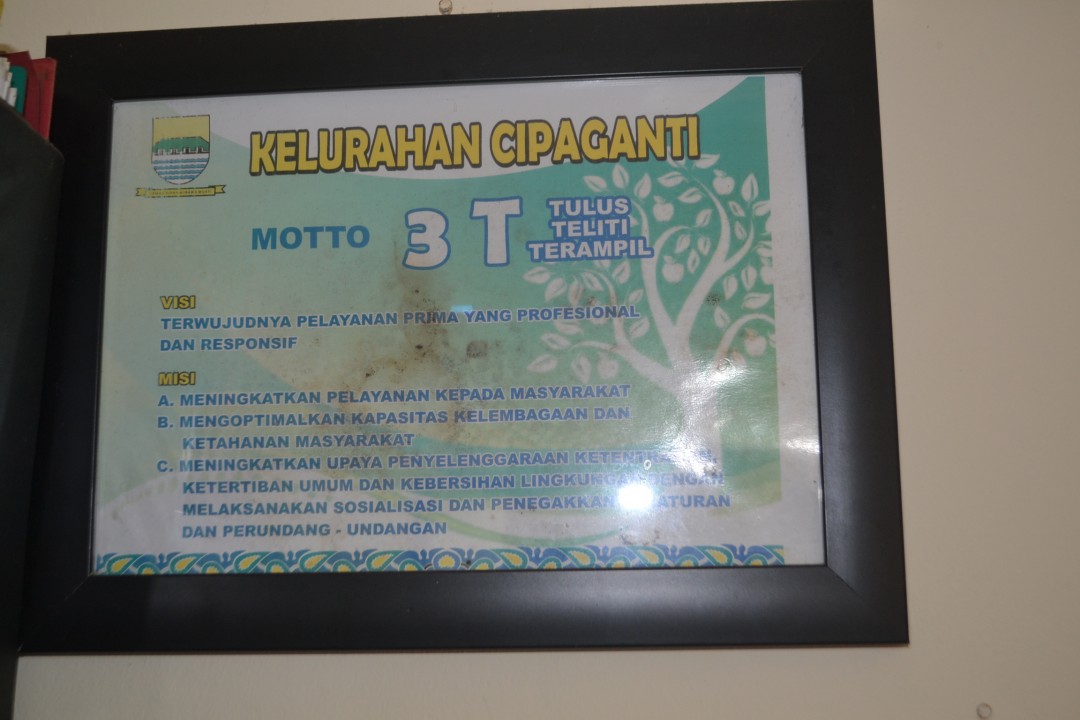 KELURAHAN CIPAGANTI
MOTTO 3 T TULUS
TELITI
TERAMPIL
VISI
TERWUJUDNYA PELAYANAN PRIMA YANG PROFESIONAL
DAN RESPONSIF
MISI
A. MENINGKATKAN PELAYANAN KEPADA MASYARAKAT
B. MENGOPTIMALKAN KAPASITAS KELEMBAGAAN DAN
KETAHANAN MASYARAKAT
C. MENINGKATKAN UPAYA PENYELENGGARAAN
KETERTIBAN UMUM DAN KEBERSIHAN LINGKUNGAN DENGAN
MELAKSANAKAN SOSIALISASI DAN PENEGAKKAN
DAN PERUNDANG - UNDANGAN